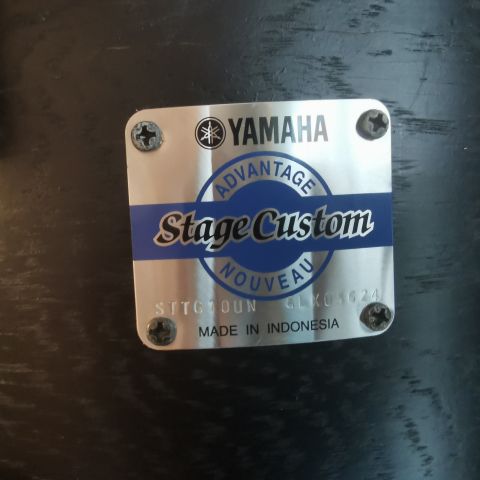 YAMAHA
ADVANTAGE
Stage Custom
NOUVEAU
MADE IN INDONESIA